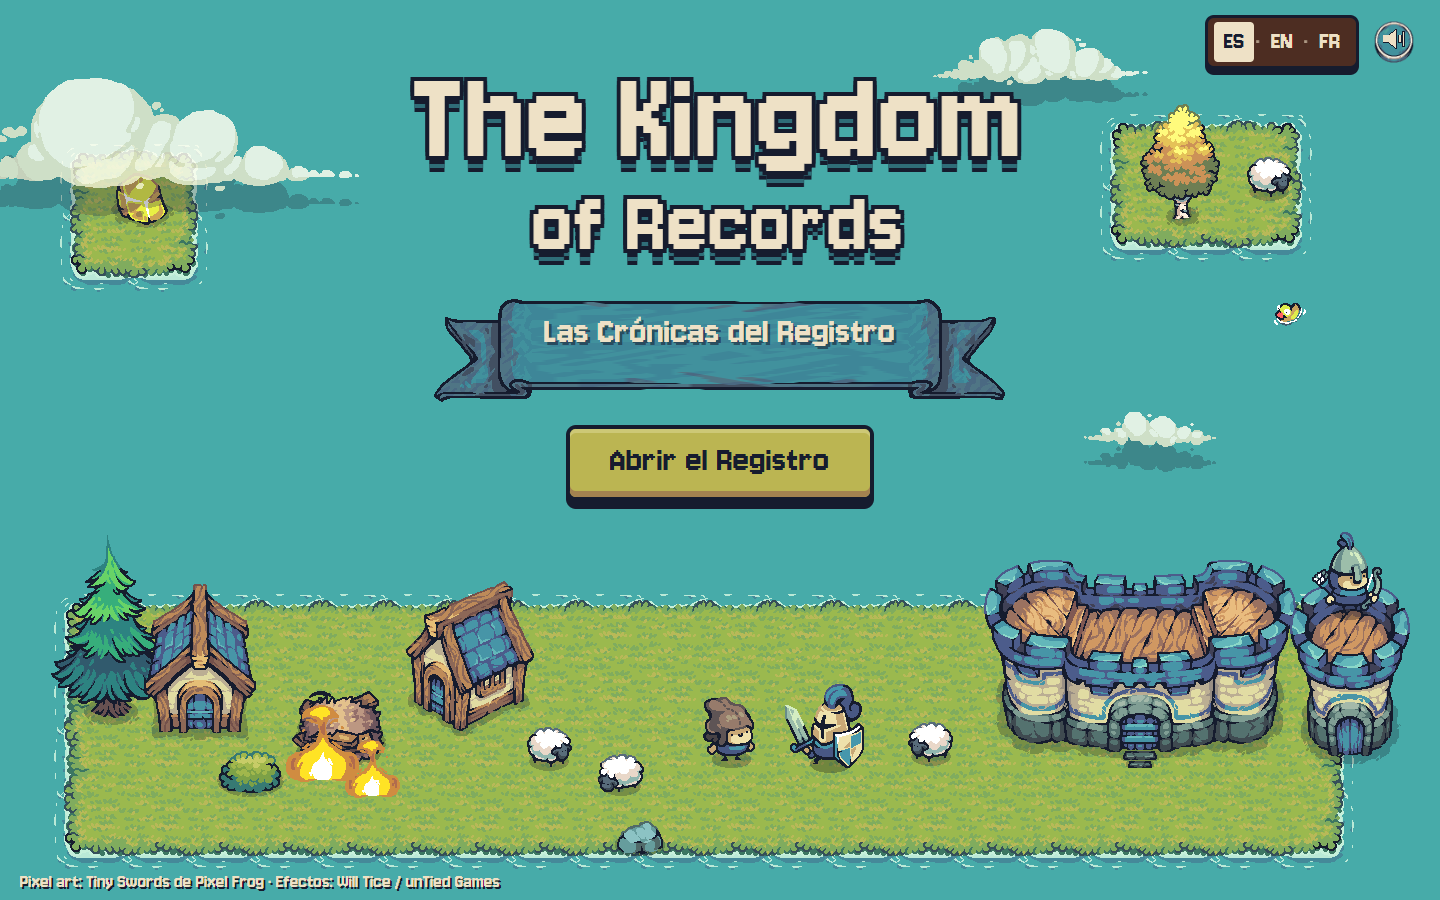 ES · EN · FR
The Kingdom
of Records
Las Crónicas del Registro
Abrir el Registro
Pixel art: Tiny Swords de Pixel Frog · Efectos: Will Tice / unTied Games